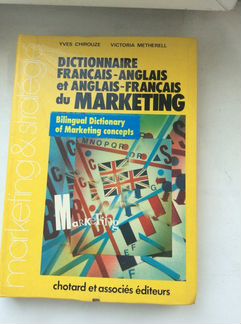 YVES CHIROUZE VICTORIA METHERELL
DICTIONNAIRE
FRANÇAIS-ANGLAIS
et ANGLAIS-FRANÇAIS
du MARKETING
Bilingual Dictionary
of Marketing concepts
marketing & stratégie
MARKETING
chotard et associés éditeurs